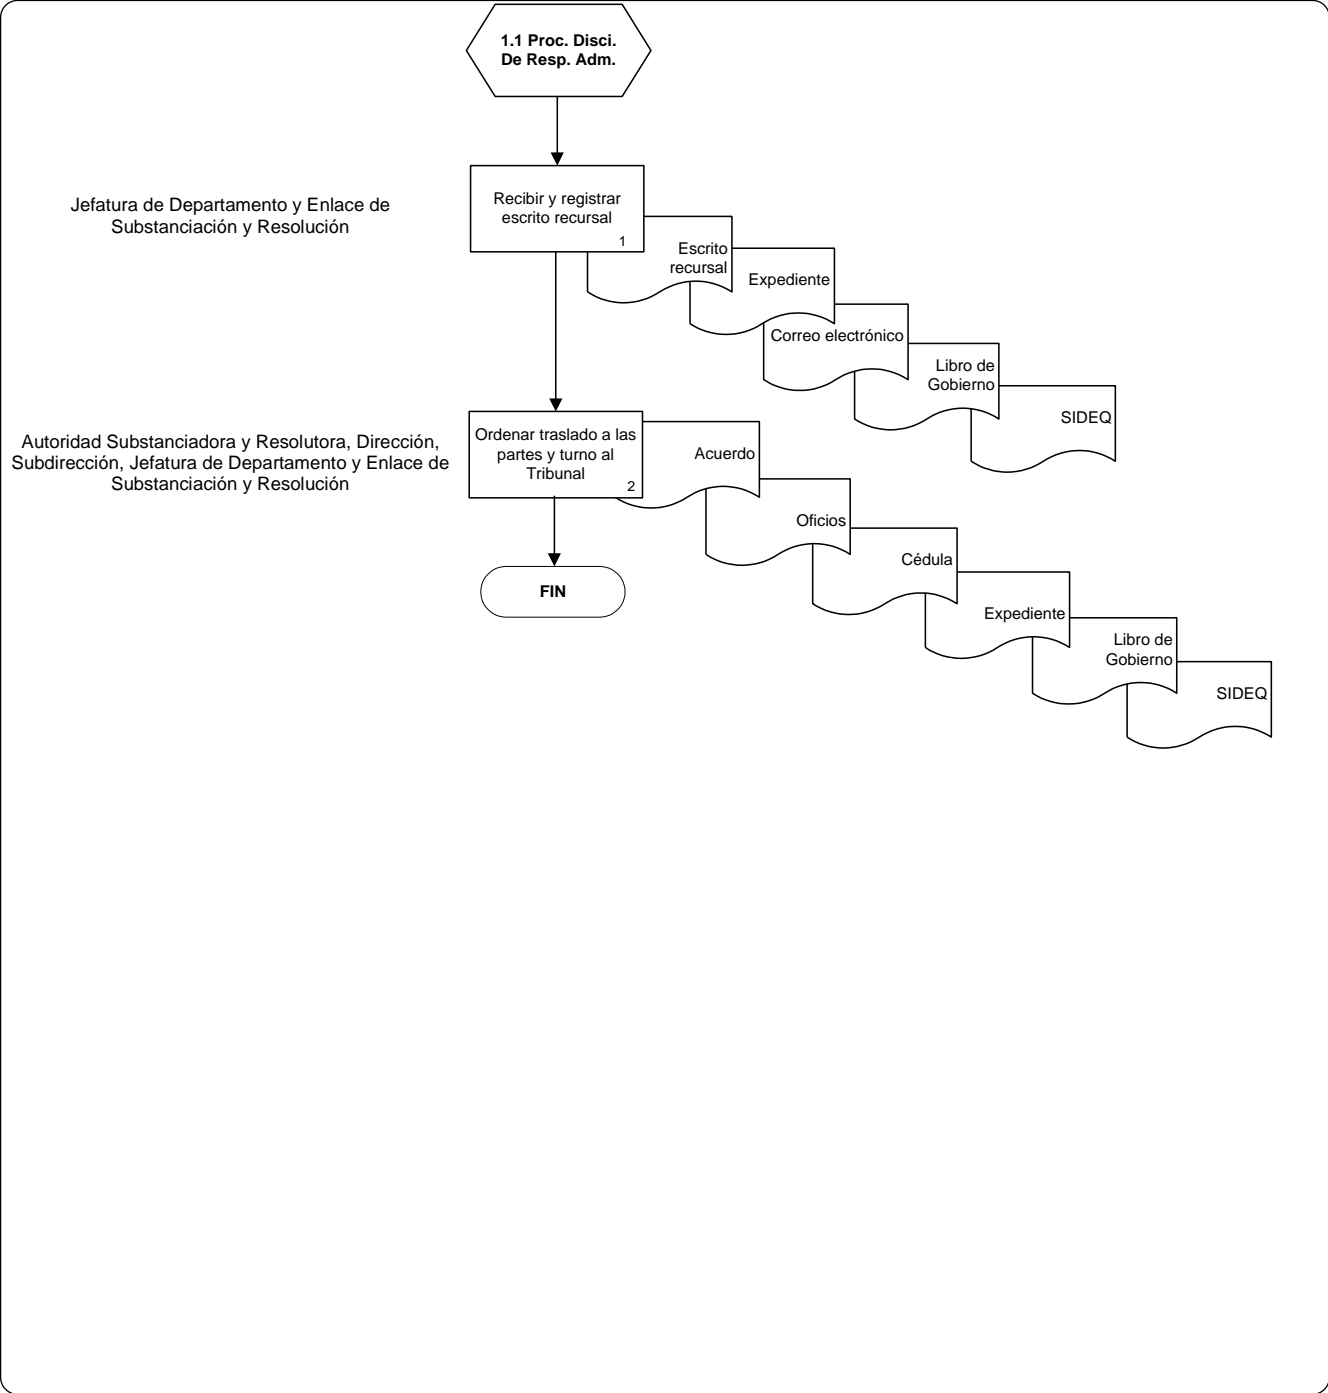 1.1 Proc. Disci.
De Resp. Adm.
Jefatura de Departamento y Enlace de
Substanciación y Resolución
Recibir y registrar
escrito recursal
1
Escrito
recursal
Expediente
Correo electrónico
Libro de
Gobierno
SIDEQ
Autoridad Substanciadora y Resolutora, Dirección,
Subdirección, Jefatura de Departamento y Enlace de
Substanciación y Resolución
Ordenar traslado a las
partes y turno al
Tribunal
2
Acuerdo
Oficios
Cédula
Expediente
Libro de
Gobierno
SIDEQ
FIN